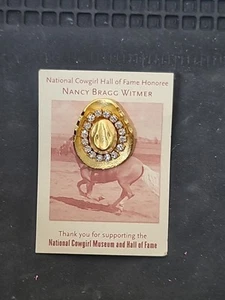 National Cowgirl Hall of Fame Honoree
NANCY BRAGG WITMER
Thank you for supporting the
National Cowgirl Museum and Hall of Fame